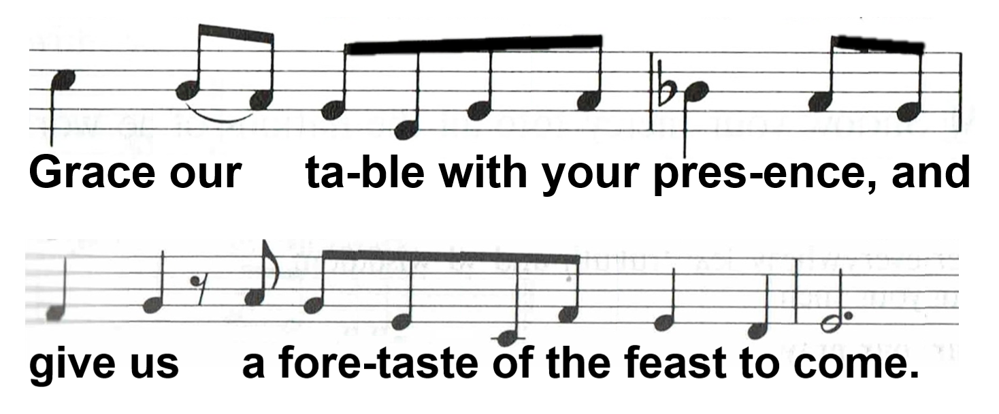 Grace our ta-ble with your pres-ence, and
give us a fore-taste of the feast to come.